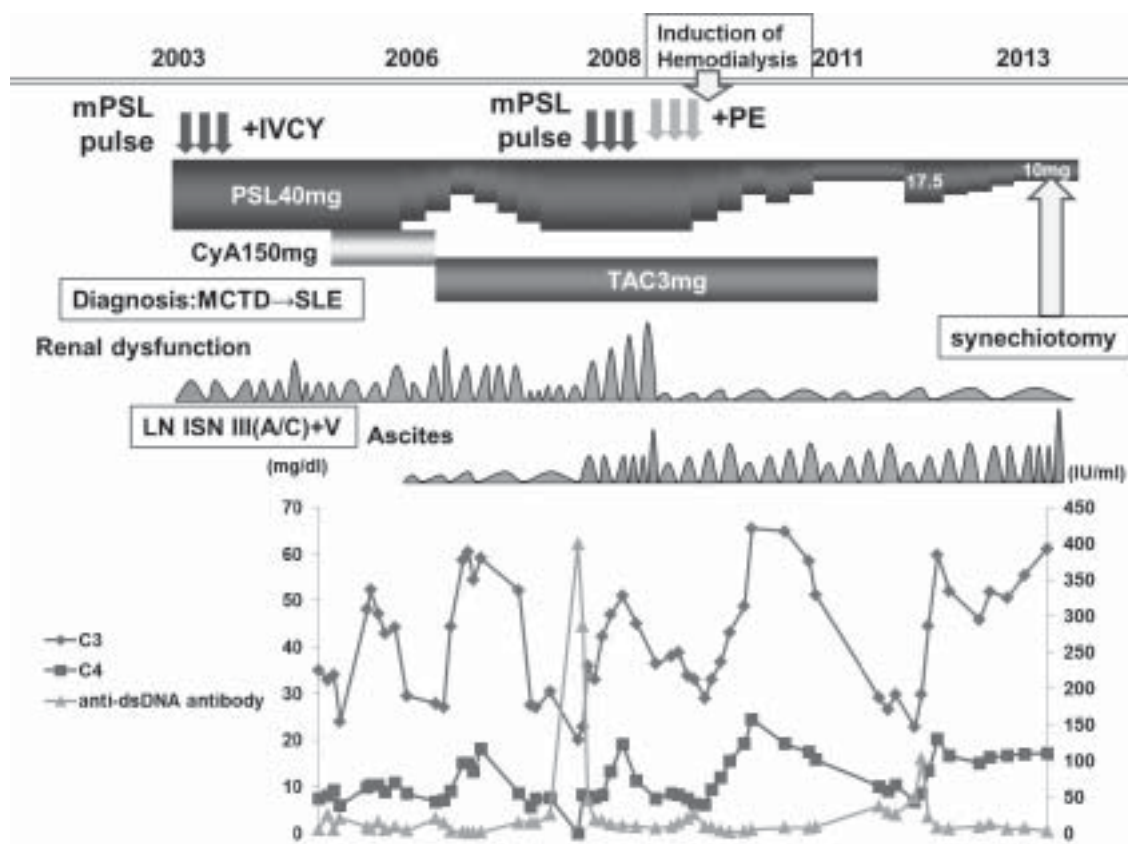 Induction of
Hemodialysis
2003 2006 2008 2011 2013
mPSL
pulse
+IVCY
mPSL
pulse
+PE
PSL40mg
17.5
10mg
CyA150mg
TAC3mg
Diagnosis:MCTD→SLE
synechiotomy
Renal dysfunction
LN ISN III(A/C)+V
Ascites
(mg/dl)
(IU/ml)
70
60
50
40
30
20
10
0
450
400
350
300
250
200
150
100
50
0
C3
C4
anti-dsDNA antibody